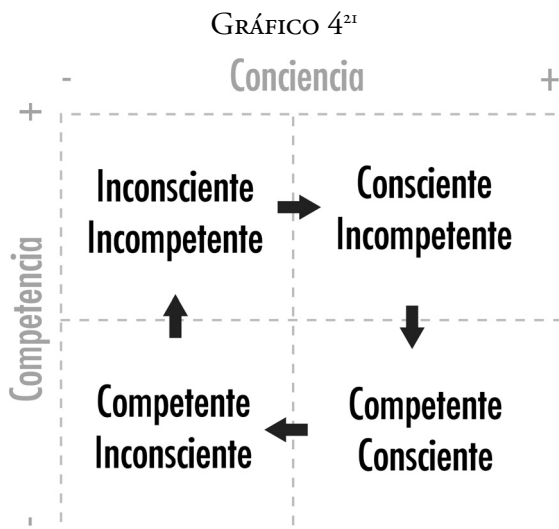 GRÁFICO 4²¹
- Conciencia +
+
Inconsciente
Incompetente
Consciente
Incompetente
Competencia
Competente
Inconsciente
Competente
Consciente
-